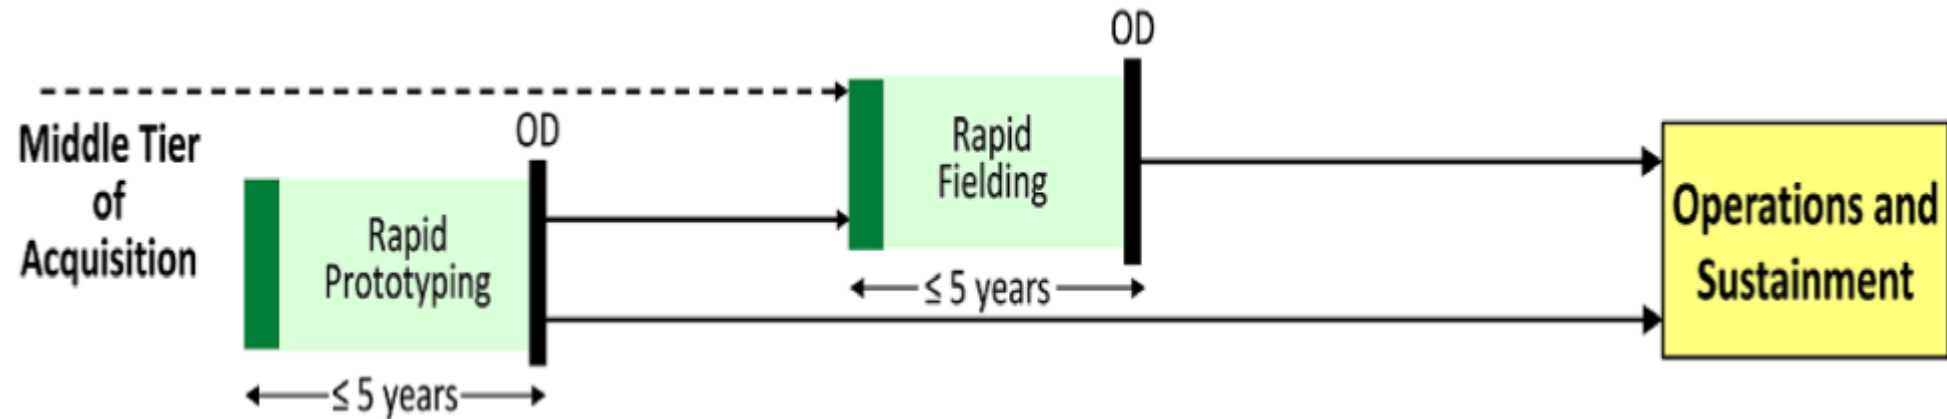 Middle Tier
of
Acquisition
OD
Rapid
Prototyping
≤ 5 years
OD
Rapid
Fielding
≤ 5 years
Operations and
Sustainment